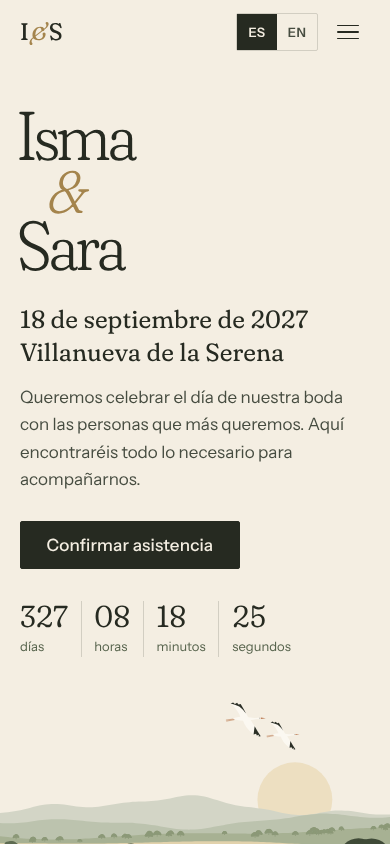 I&S
ES EN
Isma
&
Sara
18 de septiembre de 2027
Villanueva de la Serena
Queremos celebrar el día de nuestra boda
con las personas que más queremos. Aquí
encontraréis todo lo necesario para
acompañarnos.
Confirmar asistencia
327 08 18 25
días horas minutos segundos